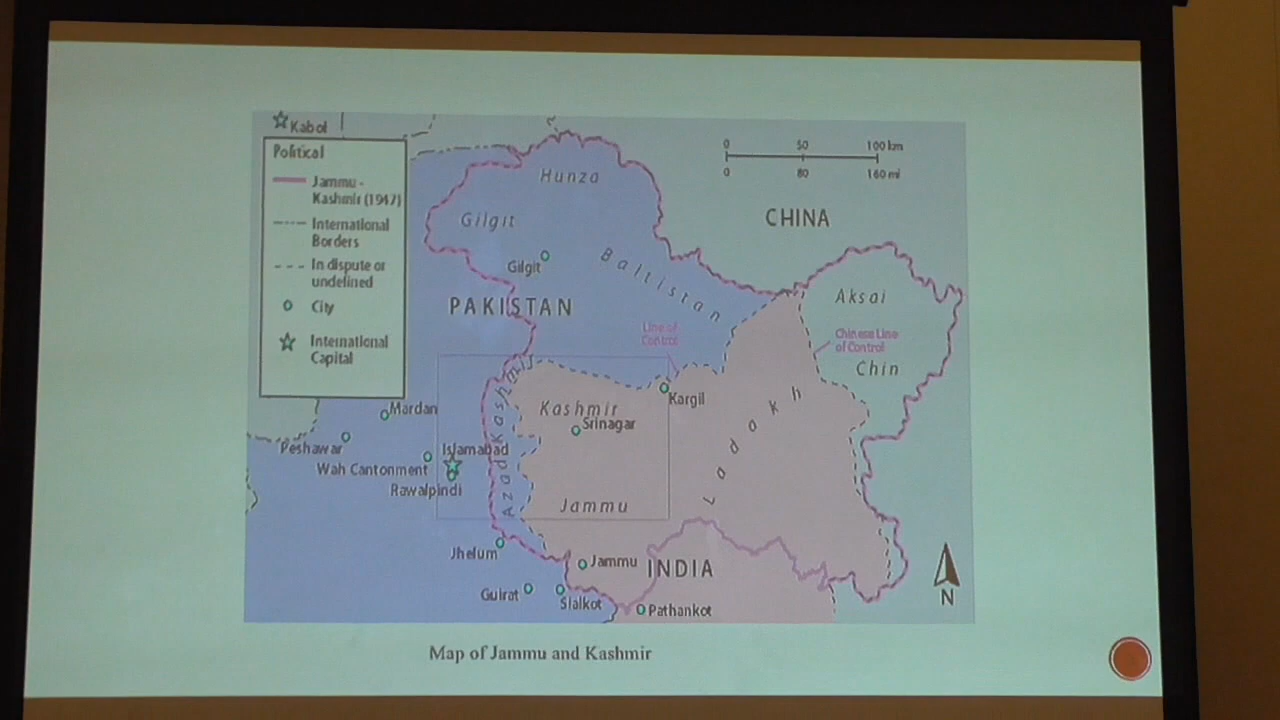 Kabol
Political
Jammu -
Kashmir (1947)
International
Borders
In dispute or
undefined
City
International
Capital
0 50 100 km
0 80 160 mi
CHINA
Hunza
Gilgit
Gilgit
Baltistan
PAKISTAN
Aksai
Chin
Line of
Control
Chinese Line
of Control
Kargil
Kashmir
Srinagar
Ladakh
Azad Kashmir
Mardan
Peshawar
Islamabad
Wah Cantonment
Rawalpindi
Jammu
Jhelum
Jammu
INDIA
Gujrat
Sialkot
Pathankot
N
Map of Jammu and Kashmir